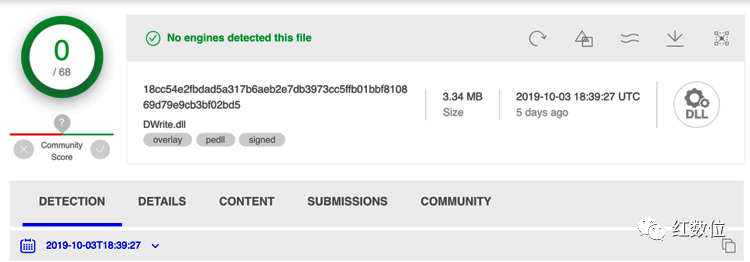 0
/ 68
?
Community
Score
No engines detected this file
18cc54e2fbdad5a317b6aeb2e7db3973cc5ffb01bbf8108
69d79e9cb3bf02bd5
DWrite.dll
overlay pedll signed
3.34 MB
Size
2019-10-03 18:39:27 UTC
5 days ago
DLL
DETECTION DETAILS CONTENT SUBMISSIONS COMMUNITY
2019-10-03T18:39:27
红数位